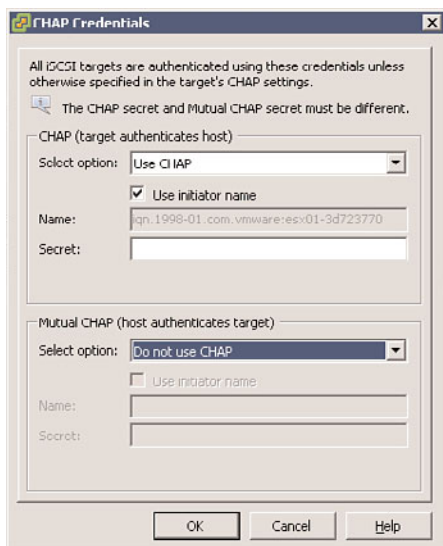 CHAP Credentials
All iSCSI targets are authenticated using these credentials unless
otherwise specified in the target's CHAP settings.
The CHAP secret and Mutual CHAP secret must be different.
CHAP (target authenticates host)
Select option: Use CHAP
Use initiator name
Name: iqn.1998-01.com.vmware:esx01-3d723770
Secret:
Mutual CHAP (host authenticates target)
Select option: Do not use CHAP
Use initiator name
Name:
Secret:
OK Cancel Help